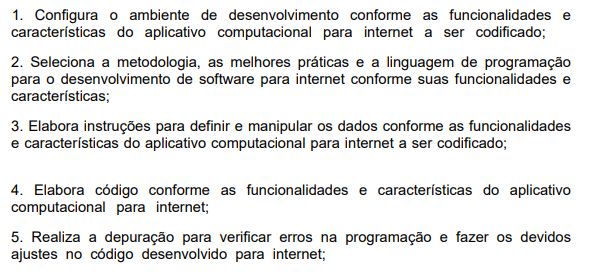 1. Configura o ambiente de desenvolvimento conforme as funcionalidades e
características do aplicativo computacional para internet a ser codificado;
2. Seleciona a metodologia, as melhores práticas e a linguagem de programação
para o desenvolvimento de software para internet conforme suas funcionalidades e
características;
3. Elabora instruções para definir e manipular os dados conforme as funcionalidades
e características do aplicativo computacional para internet a ser codificado;
4. Elabora código conforme as funcionalidades e características do aplicativo
computacional para internet;
5. Realiza a depuração para verificar erros na programação e fazer os devidos
ajustes no código desenvolvido para internet;